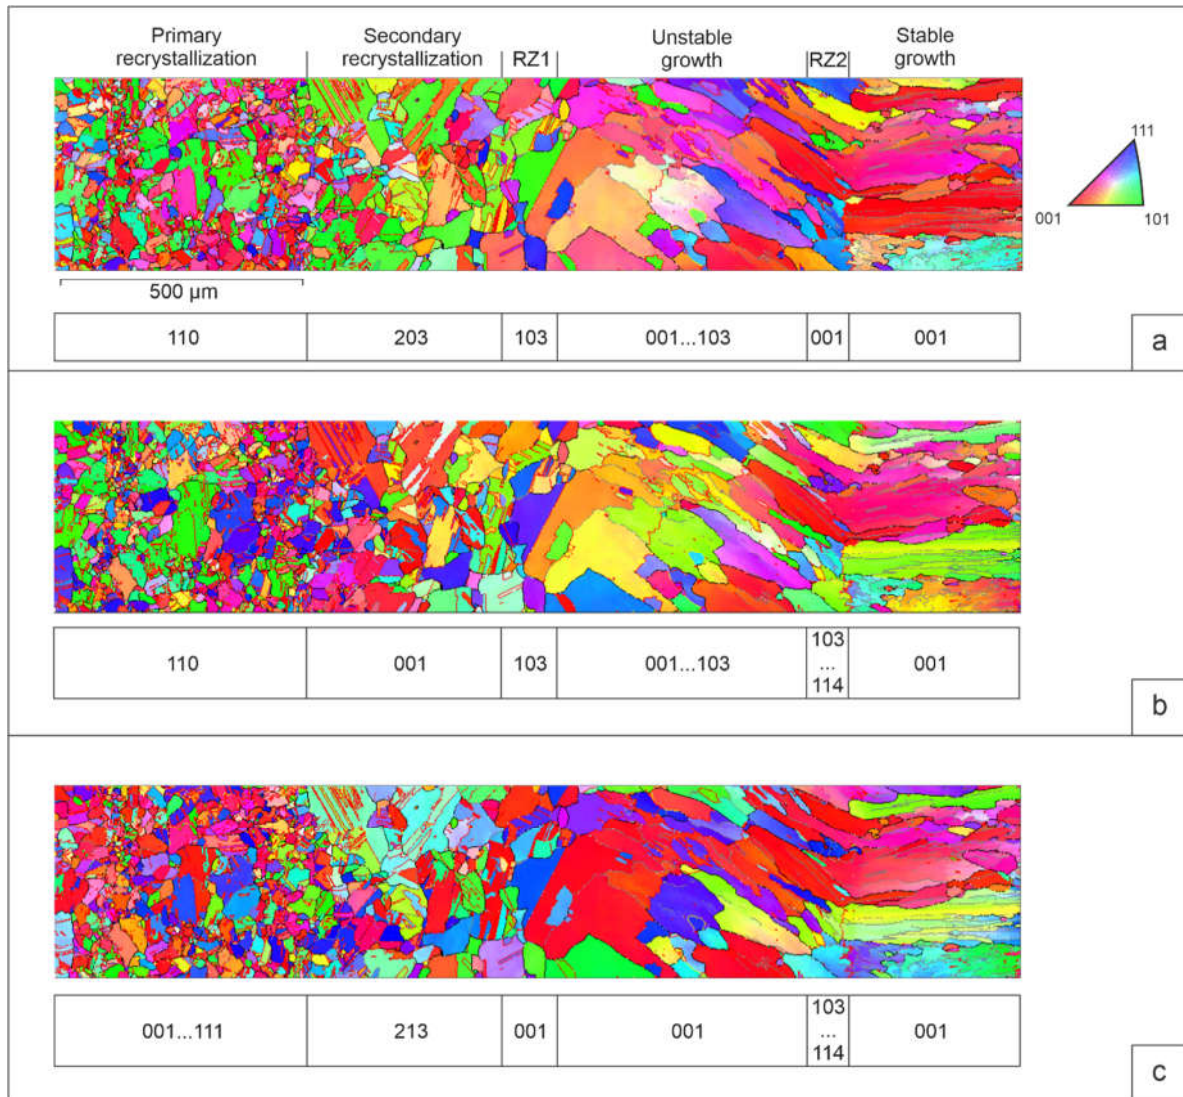 Primary
recrystallization
Secondary
recrystallization
RZ1
Unstable
growth
RZ2
Stable
growth
111
001
101
500 µm
110
203
103
001...103
001
001
a
110
001
103
001...103
103
...
114
001
b
001...111
213
001
001
103
...
114
001
c